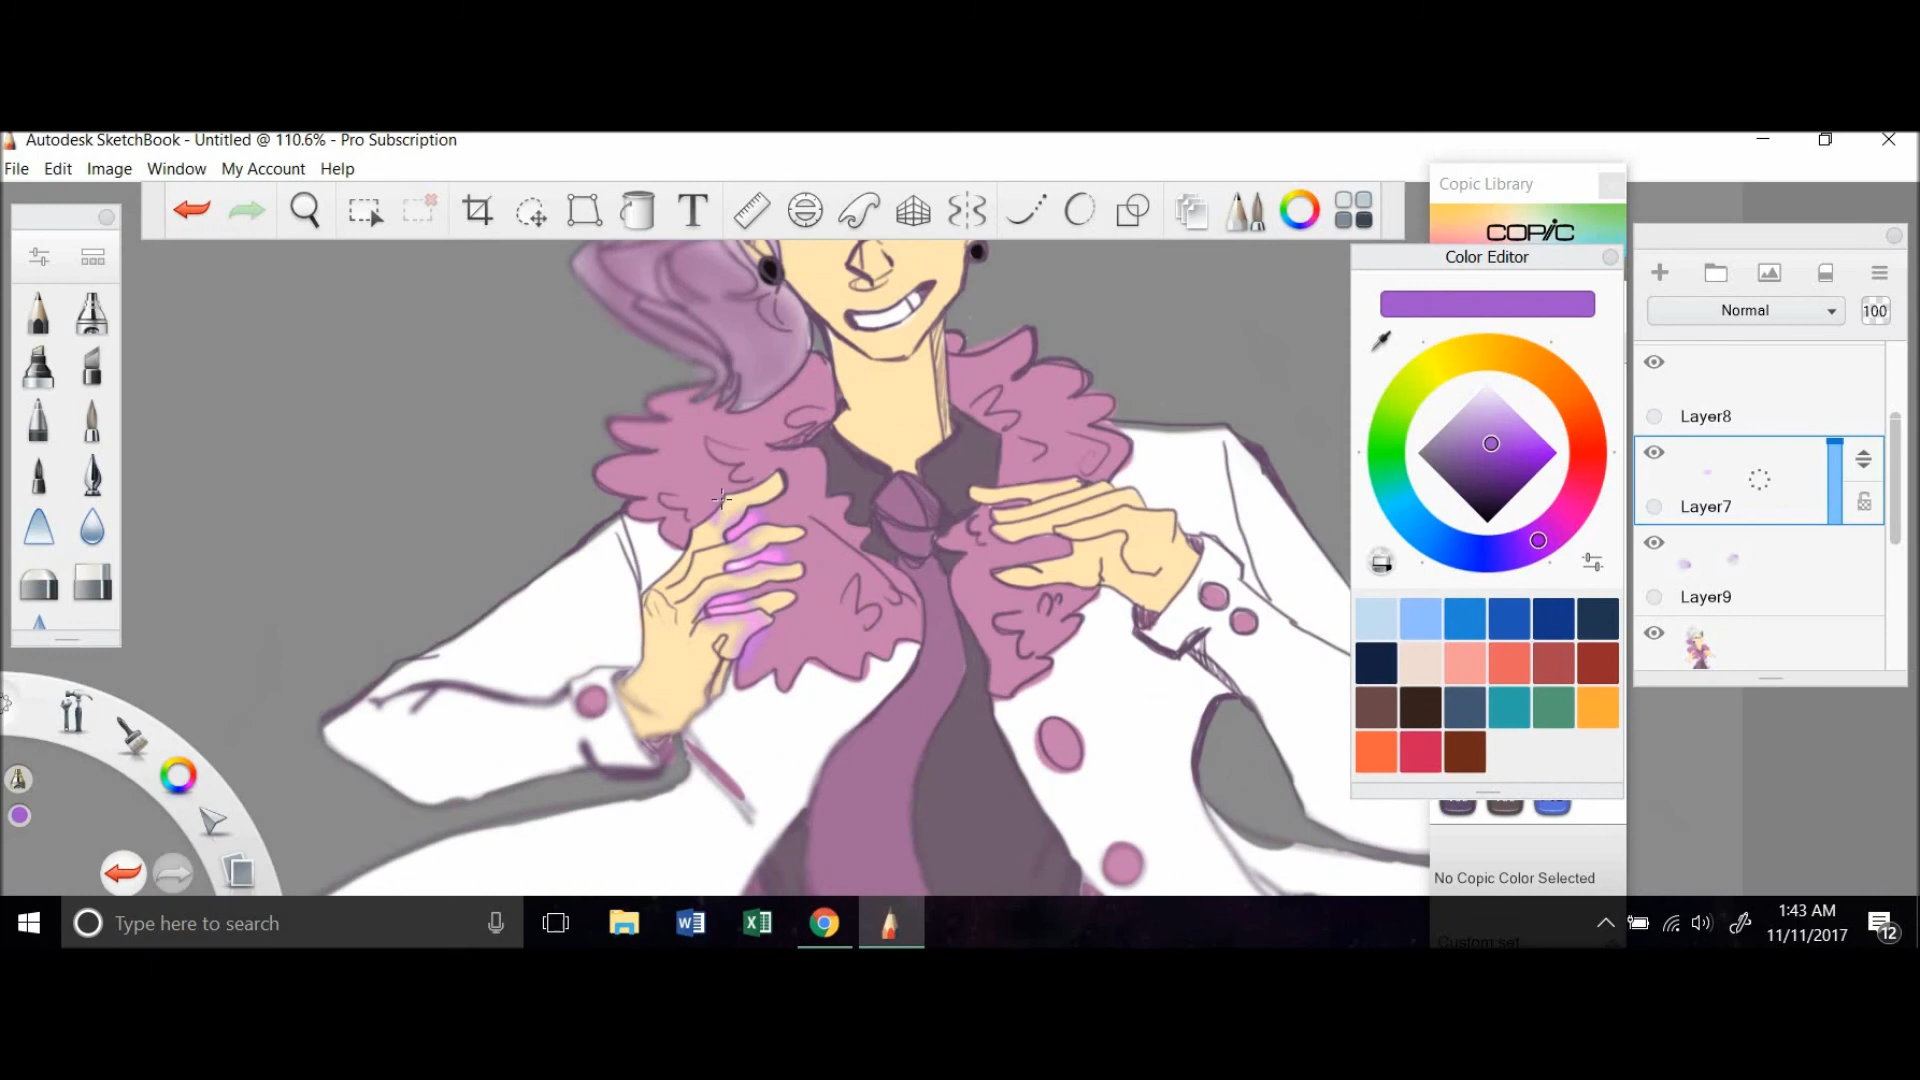 Autodesk SketchBook - Untitled @ 110.6% - Pro Subscription
File Edit Image Window My Account Help
Copic Library
COPIC
Color Editor
Normal
100
Layer8
Layer7
Layer9
No Copic Color Selected
Custom set
Type here to search
1:43 AM
11/11/2017
12